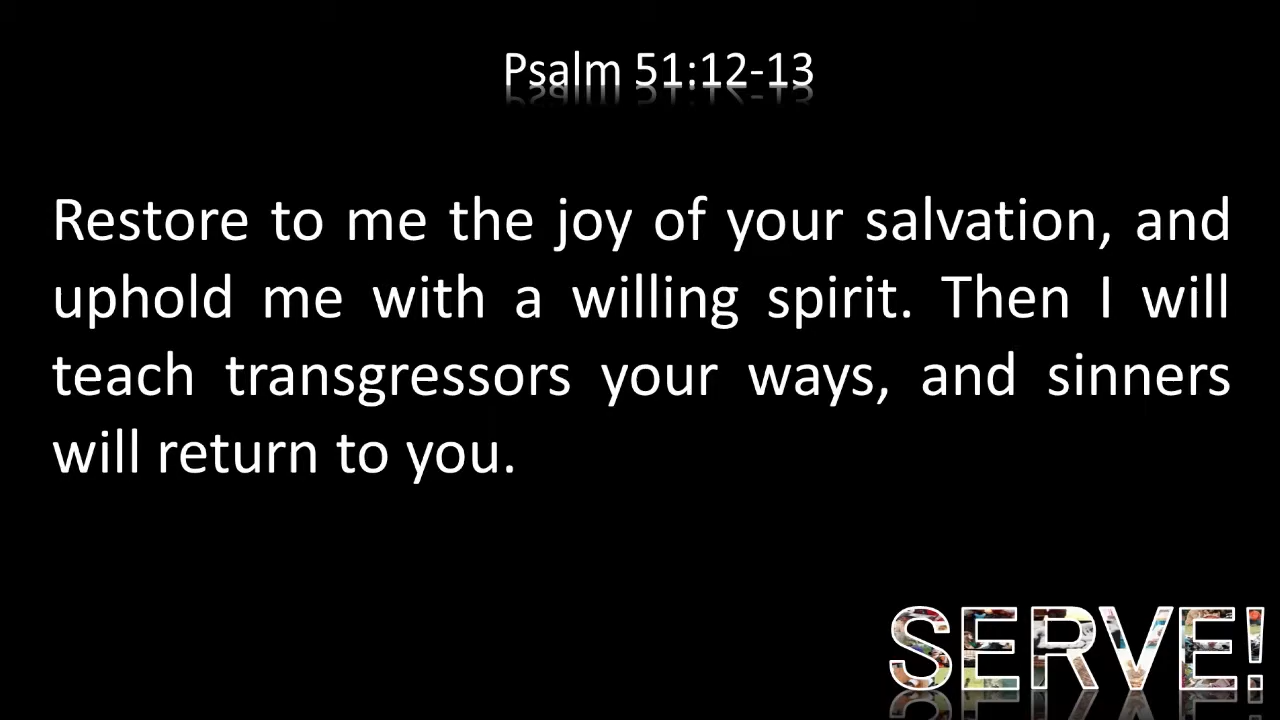 Psalm 51:12-13
Restore to me the joy of your salvation, and
uphold me with a willing spirit. Then I will
teach transgressors your ways, and sinners
will return to you.
SERVE!